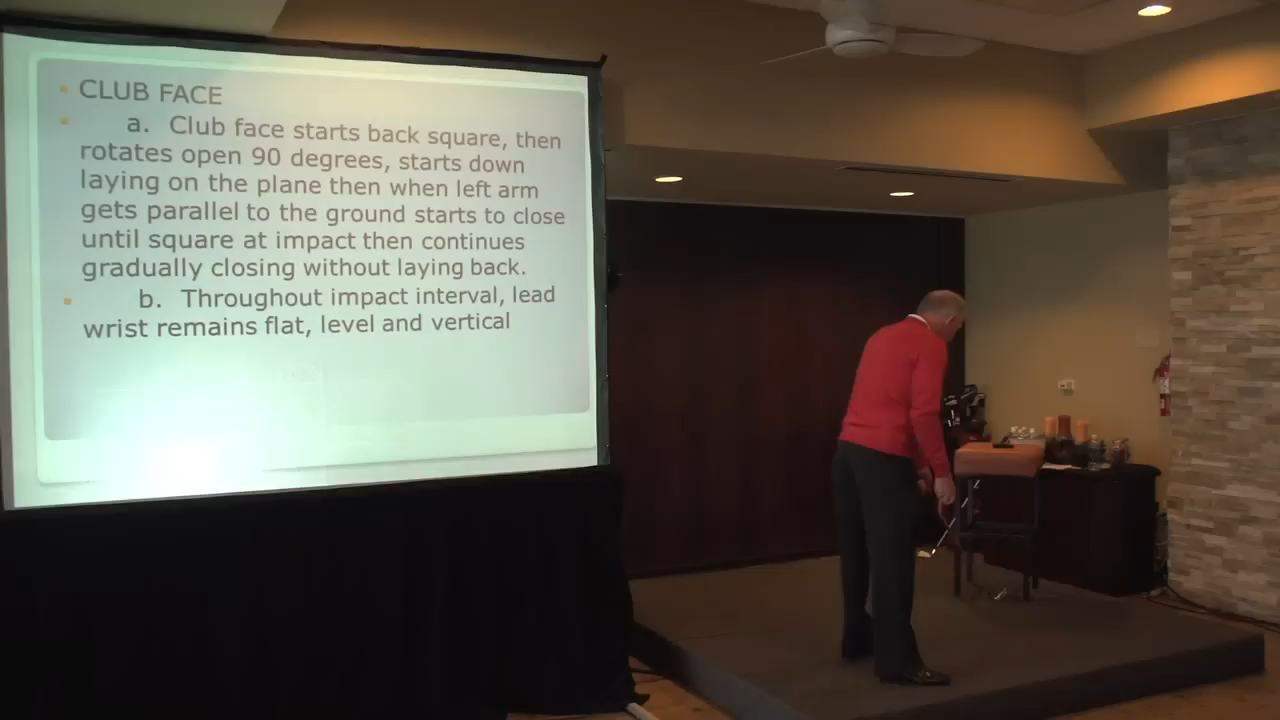 CLUB FACE
a. Club face starts back square, then
rotates open 90 degrees, starts down
laying on the plane then when left arm
gets parallel to the ground starts to close
until square at impact then continues
gradually closing without laying back.
b. Throughout impact interval, lead
wrist remains flat, level and vertical